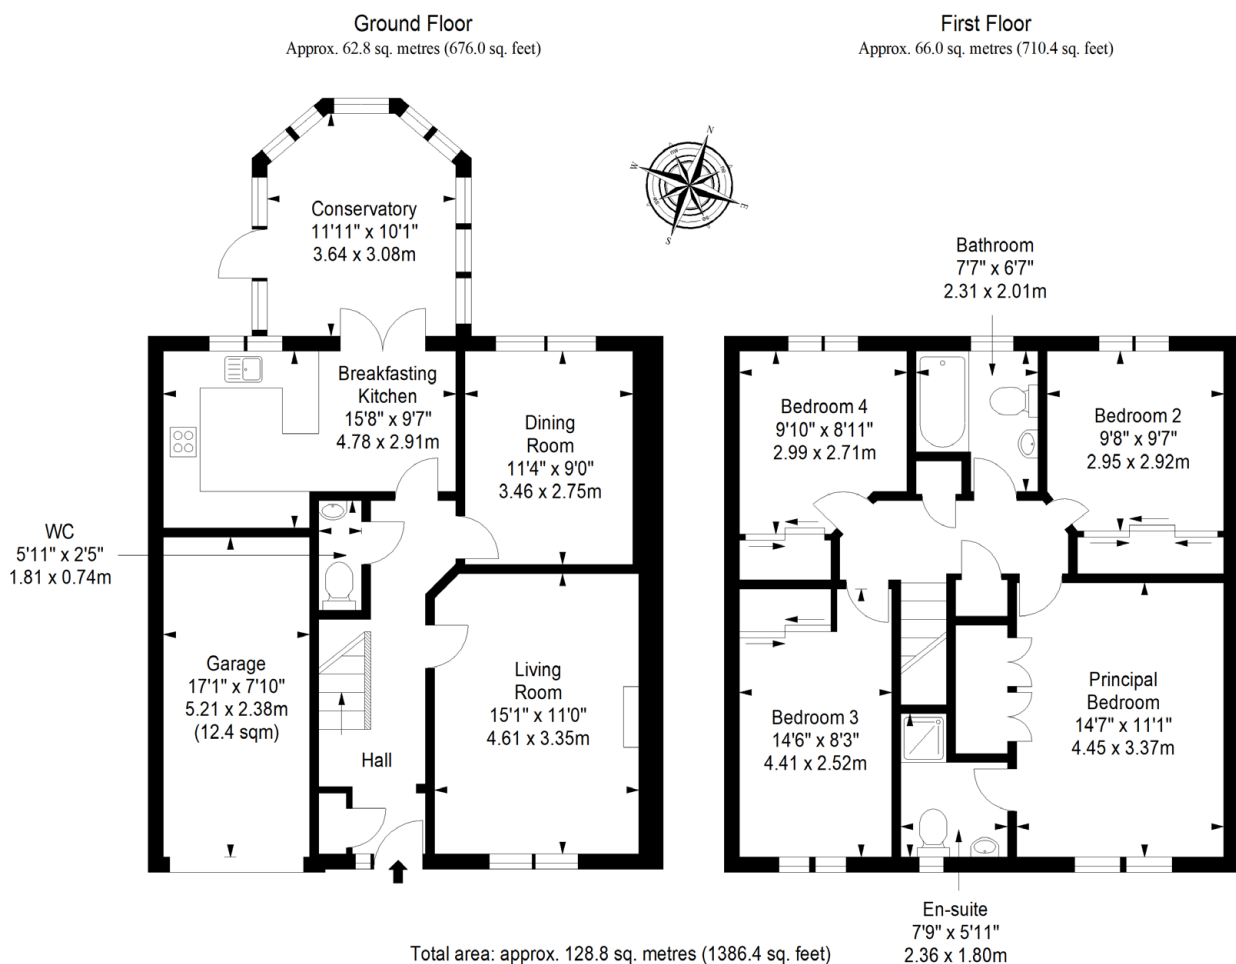 Ground Floor
Approx. 62.8 sq. metres (676.0 sq. feet)
First Floor
Approx. 66.0 sq. metres (710.4 sq. feet)
N
W
E
S
Conservatory
11'11" x 10'1"
3.64 x 3.08m
Bathroom
7'7" x 6'7"
2.31 x 2.01m
Breakfasting
Kitchen
15'8" x 9'7"
4.78 x 2.91m
Dining
Room
11'4" x 9'0"
3.46 x 2.75m
Bedroom 4
9'10" x 8'11"
2.99 x 2.71m
Bedroom 2
9'8" x 9'7"
2.95 x 2.92m
WC
5'11" x 2'5"
1.81 x 0.74m
Garage
17'1" x 7'10"
5.21 x 2.38m
(12.4 sqm)
Living
Room
15'1" x 11'0"
4.61 x 3.35m
Hall
Bedroom 3
14'6" x 8'3"
4.41 x 2.52m
Principal
Bedroom
14'7" x 11'1"
4.45 x 3.37m
En-suite
7'9" x 5'11"
2.36 x 1.80m
Total area: approx. 128.8 sq. metres (1386.4 sq. feet)